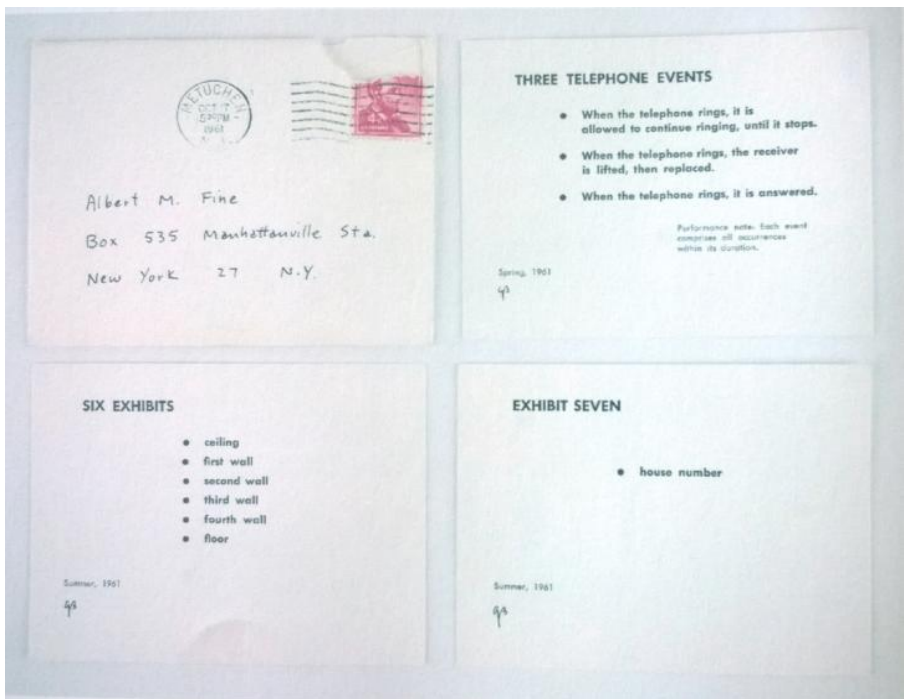 METUCHEN
OCT 17
1961
Albert M. Fine
Box 535 Manhattanville Sta.
New York 27 N.Y.
THREE TELEPHONE EVENTS
● When the telephone rings, it is
allowed to continue ringing, until it stops.
● When the telephone rings, the receiver
is lifted, then replaced.
● When the telephone rings, it is answered.
Performance note: Each event
comprises all occurrences
within its duration.
Spring, 1961
SIX EXHIBITS
● ceiling
● first wall
● second wall
● third wall
● fourth wall
● floor
Summer, 1961
EXHIBIT SEVEN
● house number
Summer, 1961